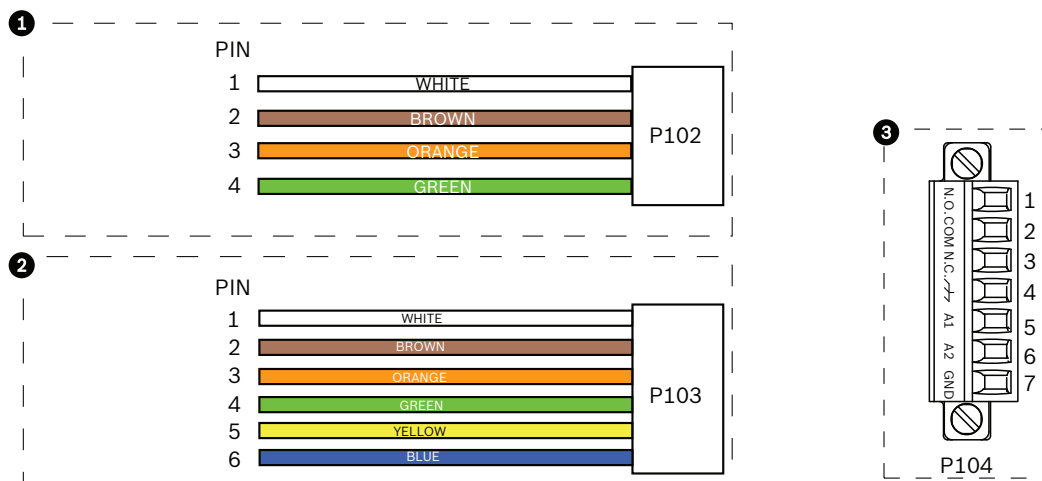 1
PIN
1 WHITE
2 BROWN
3 ORANGE
4 GREEN
P102
2
PIN
1 WHITE
2 BROWN
3 ORANGE
4 GREEN
5 YELLOW
6 BLUE
P103
3
N.O. 1
COM 2
N.C. 3
4
A1 5
A2 6
GND 7
P104